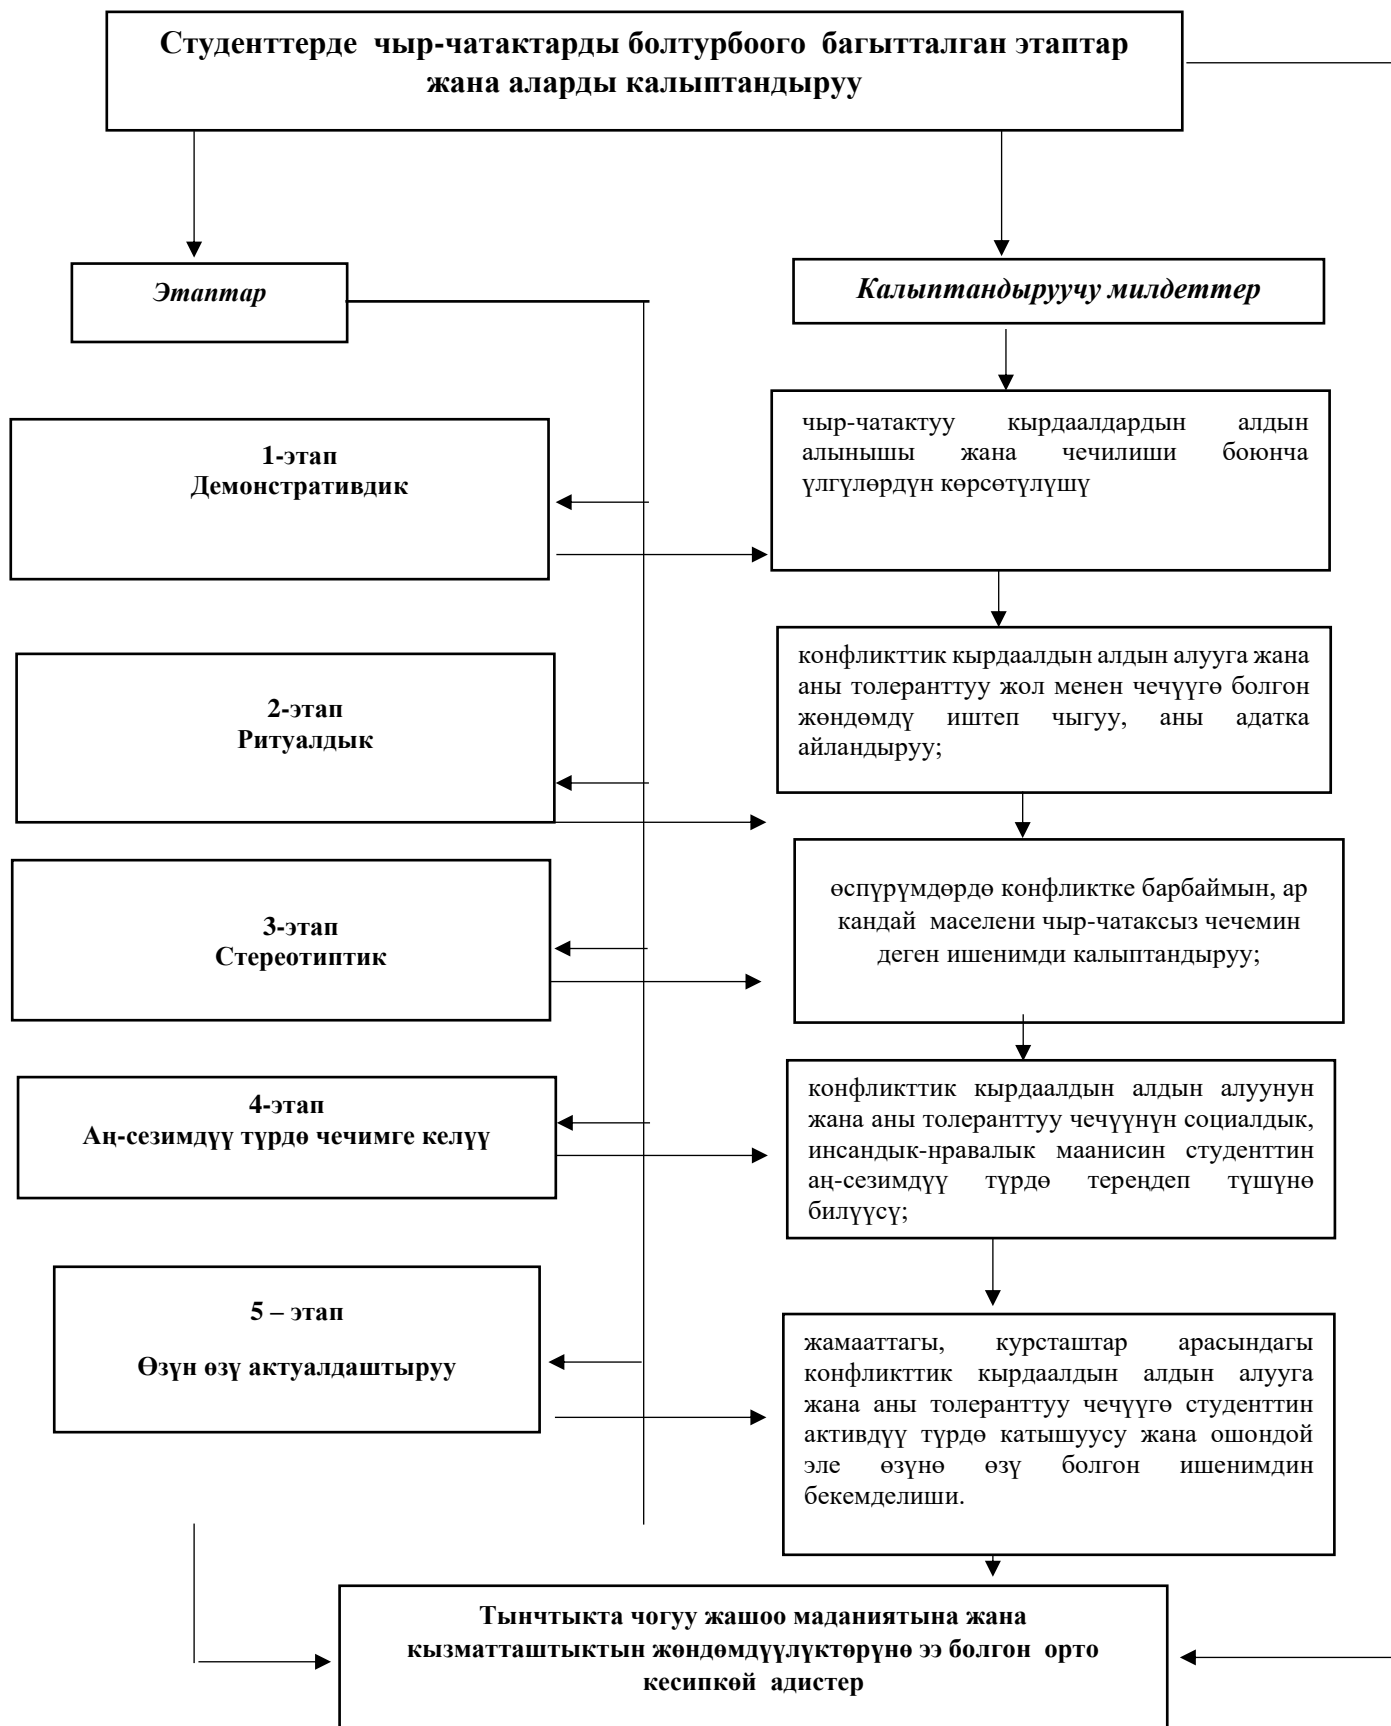 Студенттерде чыр-чатактарды болтурбоого багытталган этаптар
жана аларды калыптандыруу
Этаптар
Калыптандыруучу милдеттер
1-этап
Демонстративдик
чыр-чатактуу кырдаалдардын алдын
алынышы жана чечилиши боюнча
үлгүлөрдүн көрсөтүлүшү
2-этап
Ритуалдык
конфликттик кырдаалдын алдын алууга жана
аны толеранттуу жол менен чечүүгө болгон
жөндөмдү иштеп чыгуу, аны адатка
айландыруу;
3-этап
Стереотиптик
өспүрүмдөрдө конфликтке барбаймын, ар
кандай маселени чыр-чатаксыз чечемин
деген ишенимди калыптандыруу;
4-этап
Аң-сезимдүү түрдө чечимге келүү
конфликттик кырдаалдын алдын алуунун
жана аны толеранттуу чечүүнүн социалдык,
инсандык-нравалык маанисин студенттин
аң-сезимдүү түрдө тереңдеп түшүнө
билүүсү;
5 – этап
Өзүн өзү актуалдаштыруу
жамааттагы, курсташтар арасындагы
конфликттик кырдаалдын алдын алууга
жана аны толеранттуу чечүүгө студенттин
активдүү түрдө катышуусу жана ошондой
эле өзүнө өзү болгон ишенимдин
бекемделиши.
Тынчтыкта чогуу жашоо маданиятына жана
кызматташтыктын жөндөмдүүлүктөрүнө ээ болгон орто
кесипкөй адистер